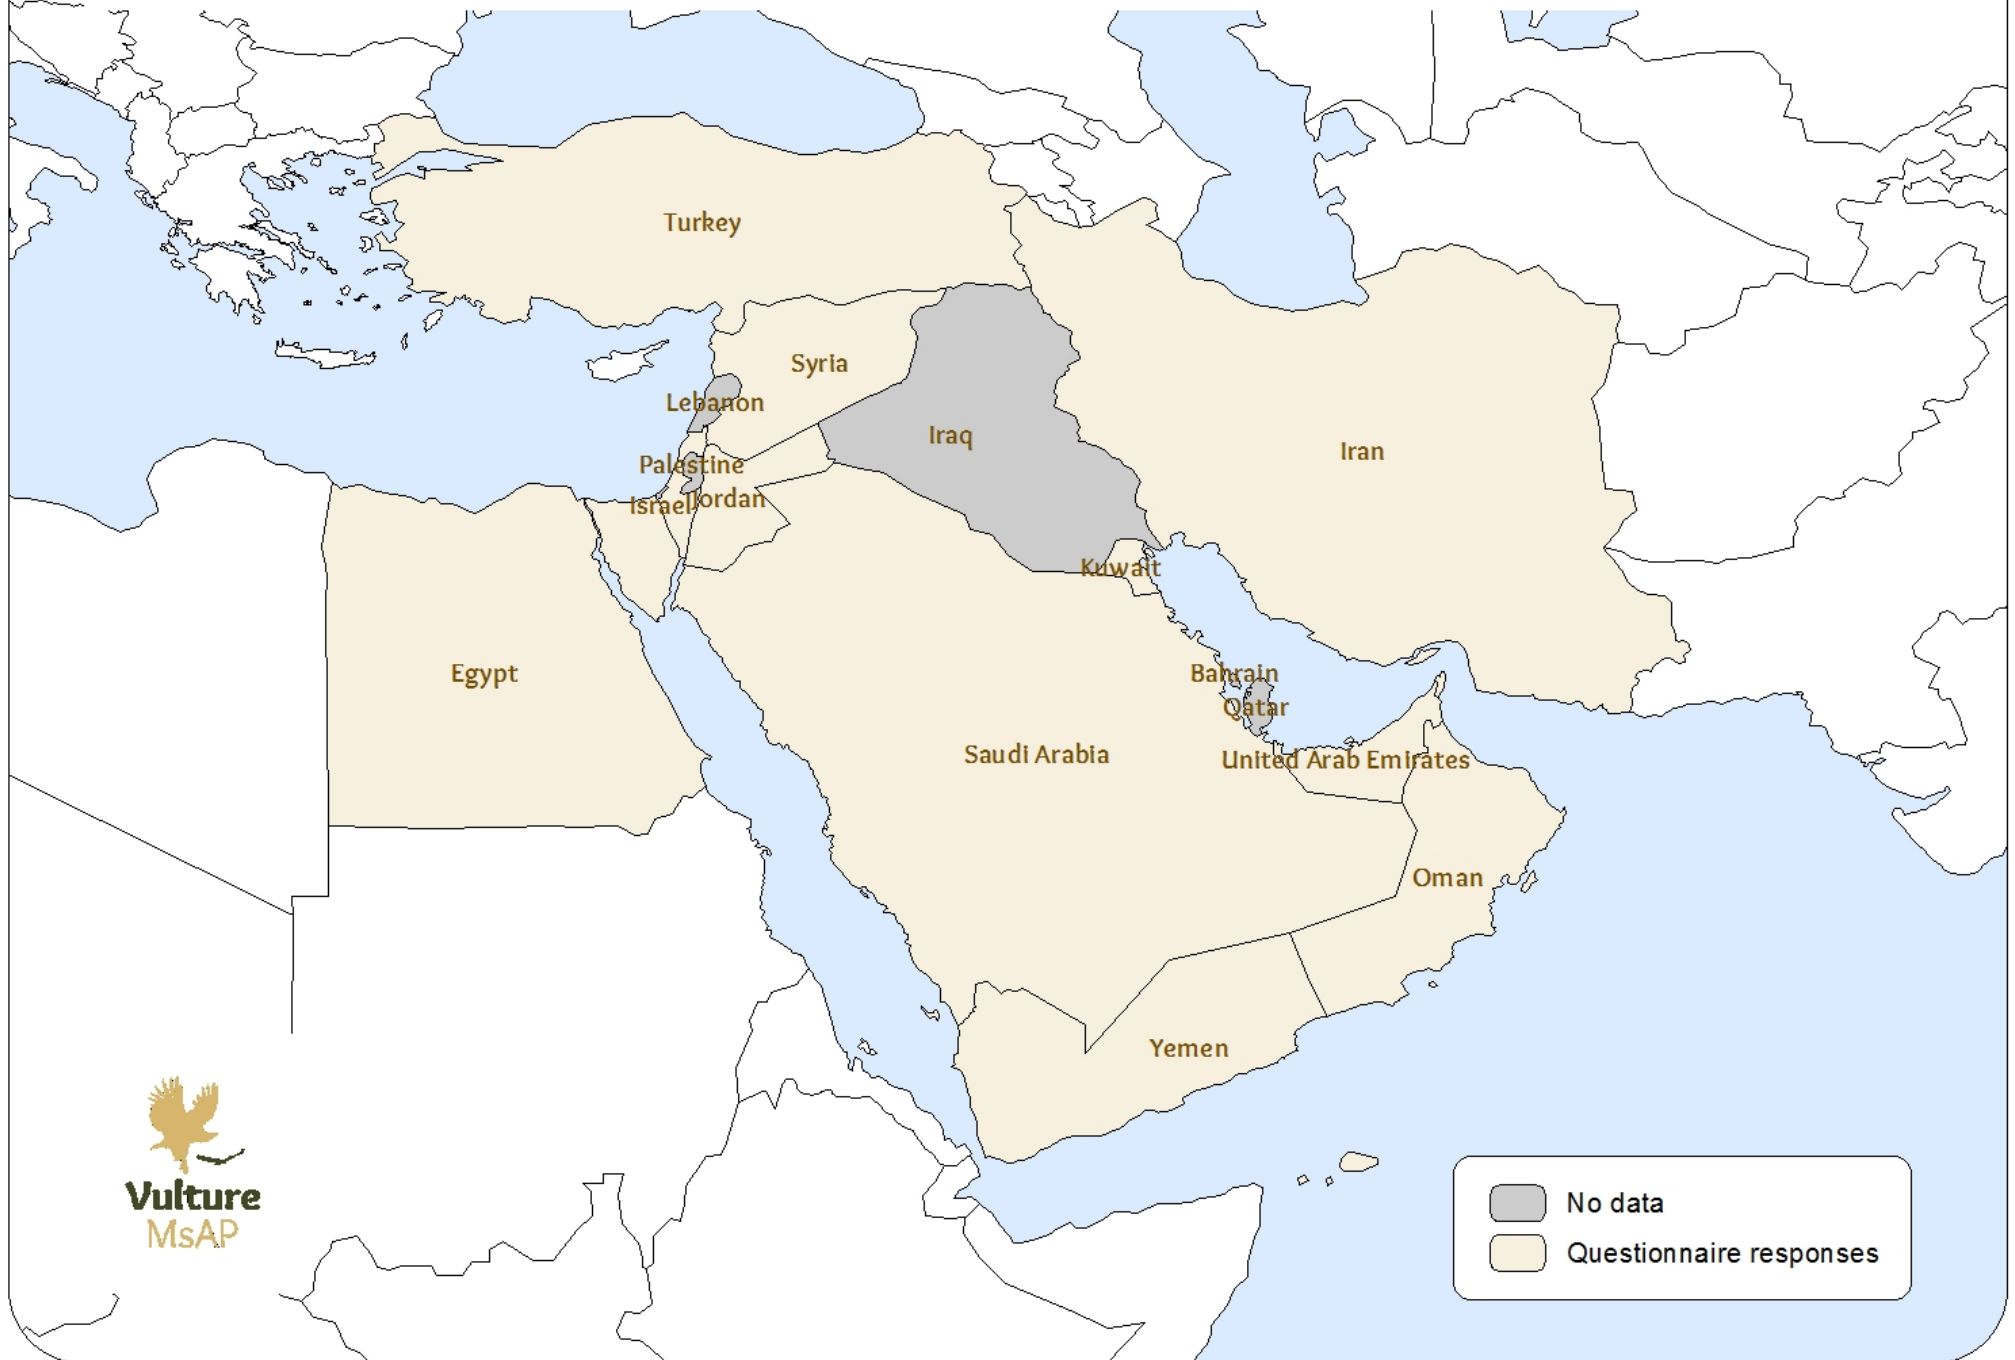 Turkey
Syria
Lebanon
Iraq
Iran
Palestine
Israel
Jordan
Kuwait
Egypt
Bahrain
Qatar
Saudi Arabia
United Arab Emirates
Oman
Yemen
Vulture
MsAP
No data
Questionnaire responses